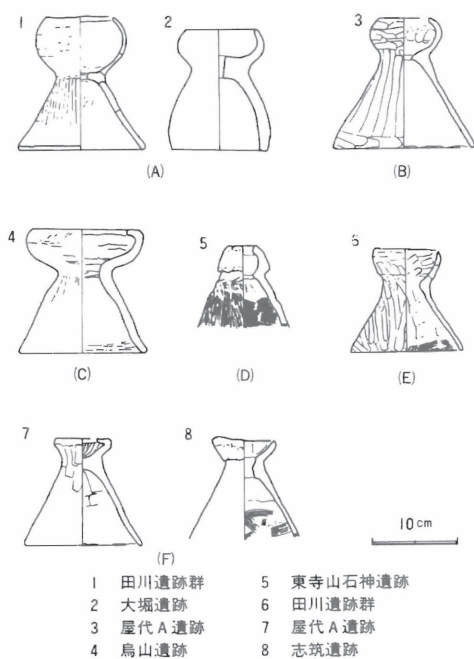 1 2 3
(A) (B)
4 5 6
(C) (D) (E)
7 8
10cm
(F)
1 田川遺跡群 5 東寺山石神遺跡
2 大堀遺跡 6 田川遺跡群
3 屋代A遺跡 7 屋代A遺跡
4 烏山遺跡 8 志筑遺跡